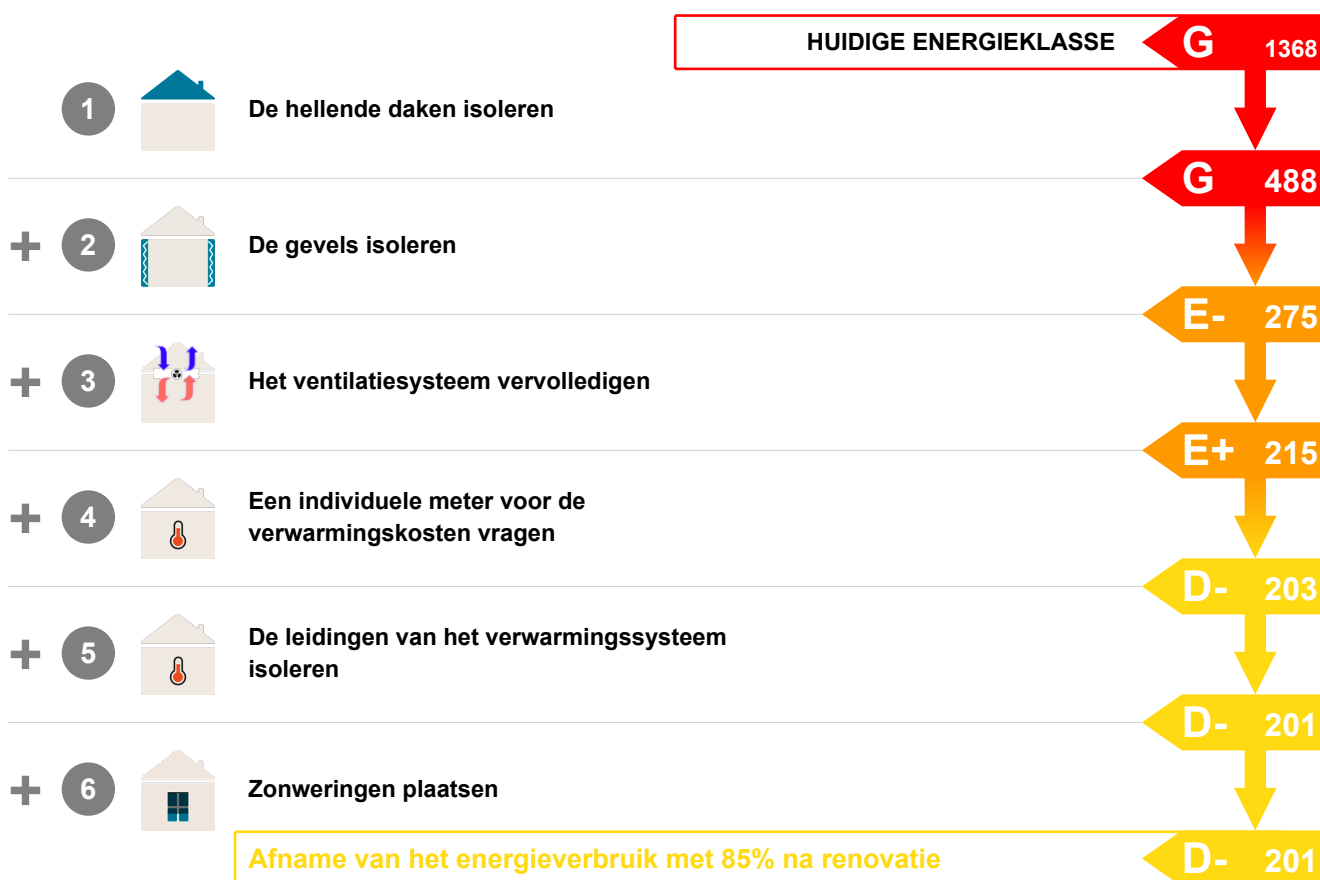 HUIDIGE ENERGIEKLASSE G 1368
1 De hellende daken isoleren
G 488
+ 2 De gevels isoleren
E- 275
+ 3 Het ventilatiesysteem vervolledigen
E+ 215
+ 4 Een individuele meter voor de
verwarmingskosten vragen
D- 203
+ 5 De leidingen van het verwarmingssysteem
isoleren
D- 201
+ 6 Zonweringen plaatsen
Afname van het energieverbruik met 85% na renovatie D- 201